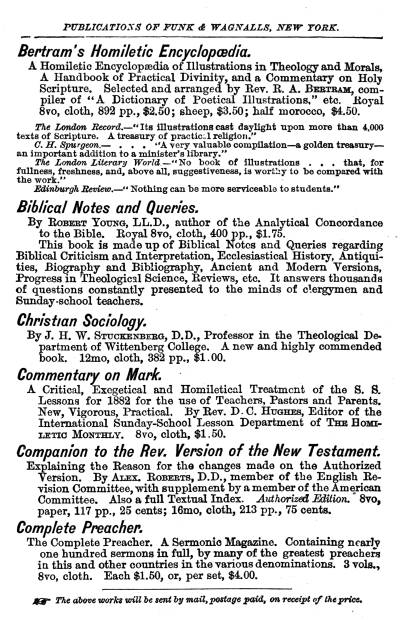 PUBLICATIONS OF FUNK & WAGNALLS, NEW YORK.
Bertram's Homiletic Encyclopædia.
A Homiletic Encyclopædia of Illustrations in Theology and Morals,
A Handbook of Practical Divinity, and a Commentary on Holy
Scripture. Selected and arranged by Rev. R. A. BERTRAM, com-
piler of "A Dictionary of Poetical Illustrations," etc. Royal
8vo, cloth, 892 pp., $2.50; sheep, $3.50; half morocco, $4.50.
The London Record.—"Its illustrations cast daylight upon more than 4,000
texts of Scripture. A treasury of practical religion."
C. H. Spurgeon.— . . . "A very valuable compilation—a golden treasury—
an important addition to a minister's library."
The London Literary World—"No book of illustrations . . . that, for
fullness, freshness, and, above all, suggestiveness, is worthy to be compared with
the work."
Edinburgh Review.—"Nothing can be more serviceable to students."
Biblical Notes and Queries.
By ROBERT YOUNG, LL.D., author of the Analytical Concordance
to the Bible. Royal 8vo, cloth, 400 pp., $1.75.
This book is made up of Biblical Notes and Queries regarding
Biblical Criticism and Interpretation, Ecclesiastical History, Antiqui-
ties, Biography and Bibliography, Ancient and Modern Versions,
Progress in Theological Science, Reviews, etc. It answers thousands
of questions constantly presented to the minds of clergymen and
Sunday-school teachers.
Christian Sociology.
By J. H. W. STUCKENBERG, D.D., Professor in the Theological De-
partment of Wittenberg College. A new and highly commended
book. 12mo, cloth, 382 pp., $1.00.
Commentary on Mark.
A Critical, Exegetical and Homiletical Treatment of the S. S.
Lessons for 1882 for the use of Teachers, Pastors and Parents.
New, Vigorous, Practical. By Rev. D. C. HUGHES, Editor of the
International Sunday-School Lesson Department of THE HOMI-
LETIC MONTHLY. 8vo, cloth, $1.50.
Companion to the Rev. Version of the New Testament.
Explaining the Reason for the changes made on the Authorized
Version. By ALEX. ROBERTS, D.D., member of the English Re-
vision Committee, with supplement by a member of the American
Committee. Also a full Textual Index. Authorized Edition. 8vo,
paper, 117 pp., 25 cents; 16mo, cloth, 213 pp., 75 cents.
Complete Preacher.
The Complete Preacher. A Sermonic Magazine. Containing nearly
one hundred sermons in full, by many of the greatest preachers
in this and other countries in the various denominations. 3 vols.,
8vo, cloth. Each $1.50, or, per set, $4.00.
☞ The above works will be sent by mail, postage paid, on receipt of the price.